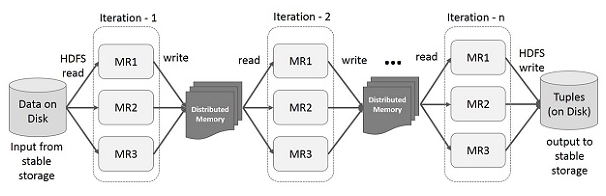 Iteration - 1
Iteration - 2
Iteration - n
HDFS
read
write
read
write
•••
read
HDFS
write
Data on
Disk
MR1
MR2
MR3
Distributed
Memory
MR1
MR2
MR3
Distributed
Memory
MR1
MR2
MR3
Tuples
(on Disk)
Input from
stable
storage
output to
stable
storage